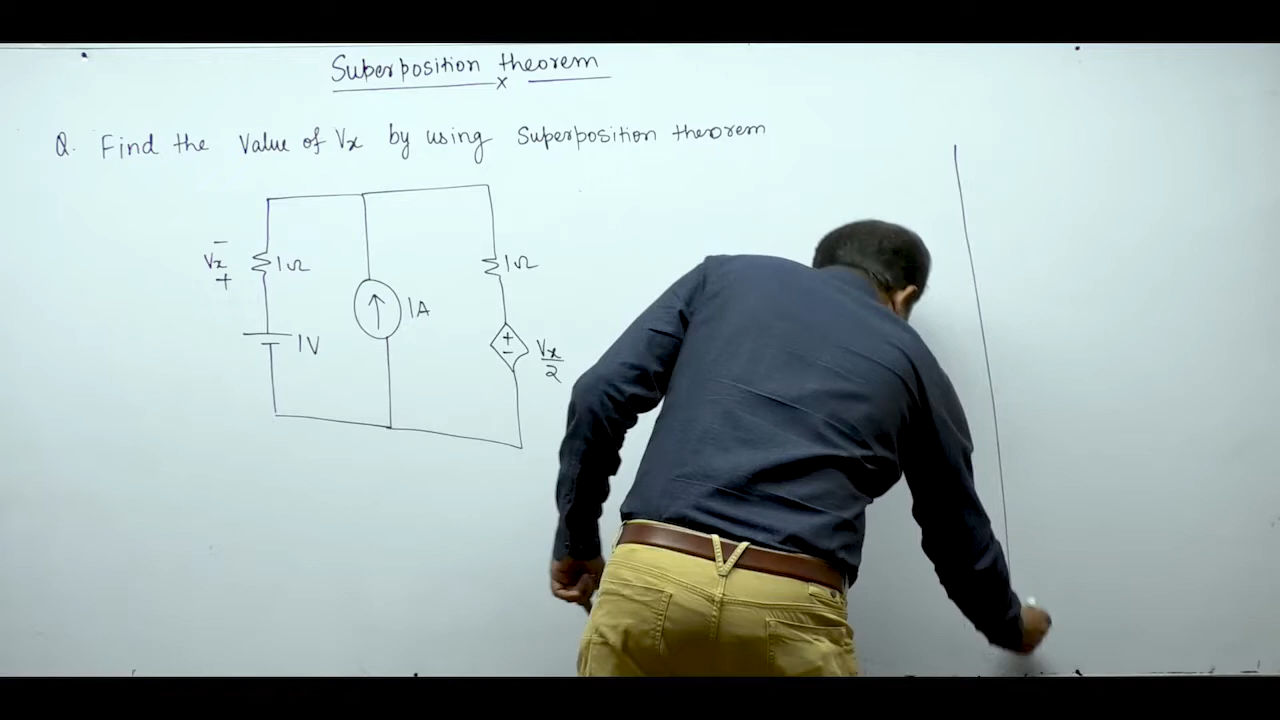 Superposition theorem
x
Q. Find the Value of Vx by using Superposition theorem
−
Vx
+
1Ω
1V
1A
1Ω
+
−
Vx/2